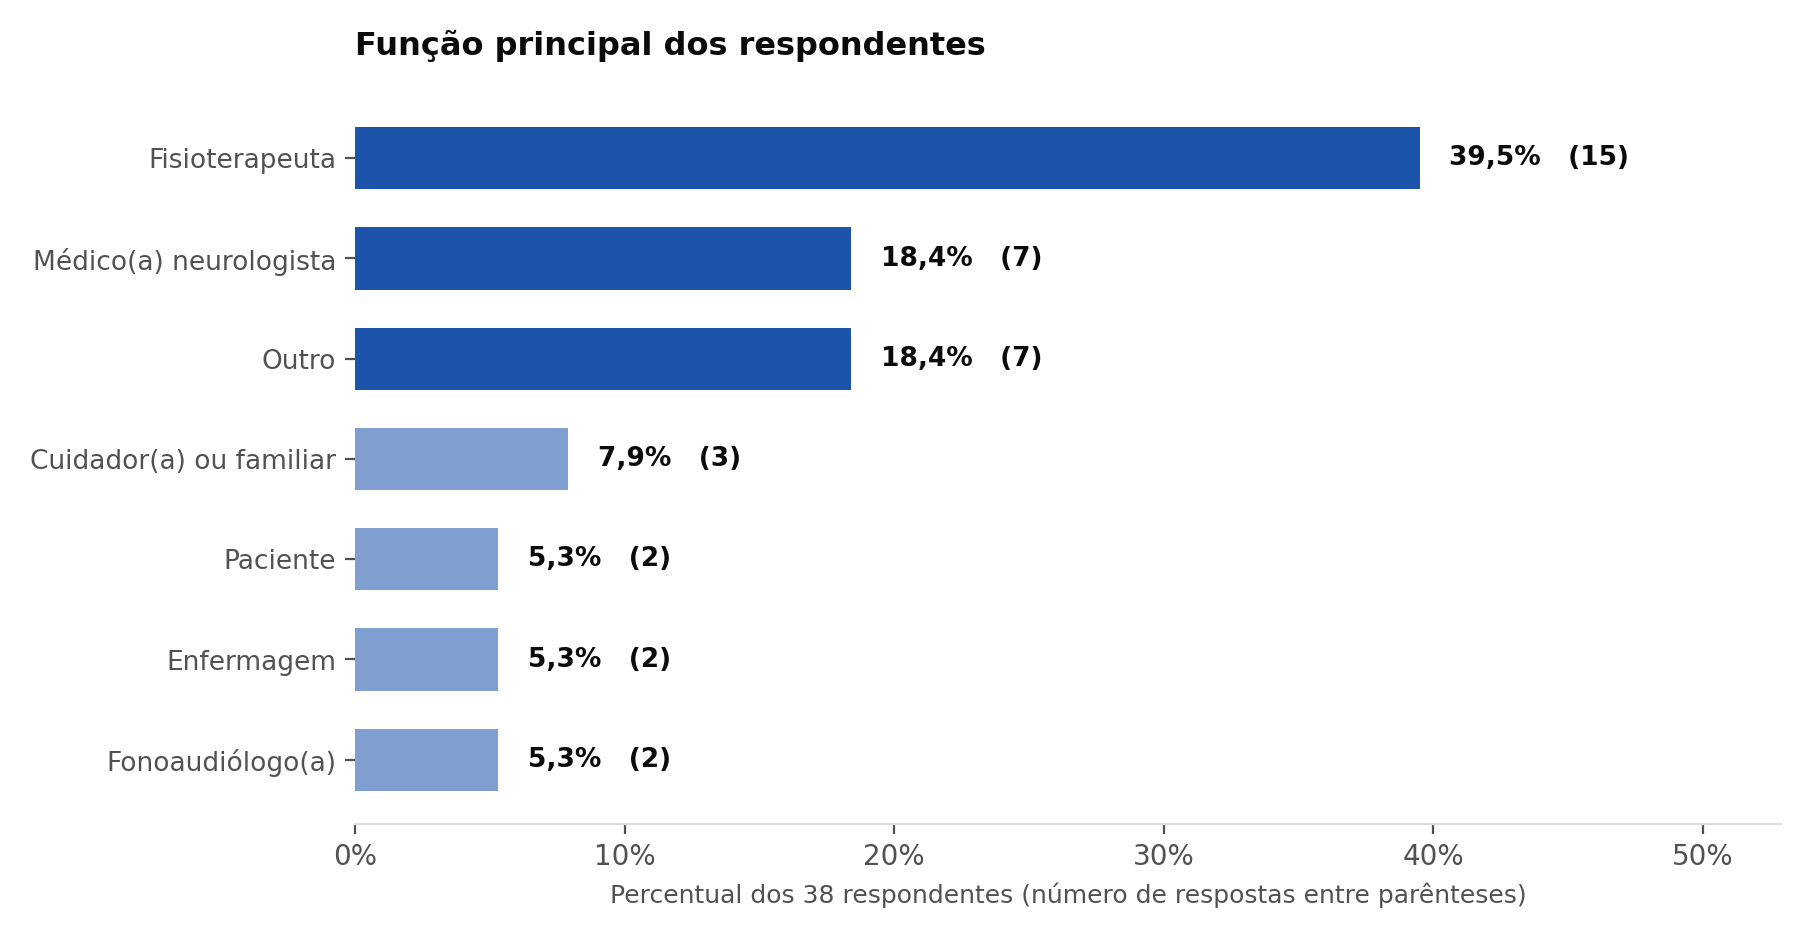 Função principal dos respondentes
Fisioterapeuta 39,5% (15)
Médico(a) neurologista 18,4% (7)
Outro 18,4% (7)
Cuidador(a) ou familiar 7,9% (3)
Paciente 5,3% (2)
Enfermagem 5,3% (2)
Fonoaudiólogo(a) 5,3% (2)
0% 10% 20% 30% 40% 50%
Percentual dos 38 respondentes (número de respostas entre parênteses)